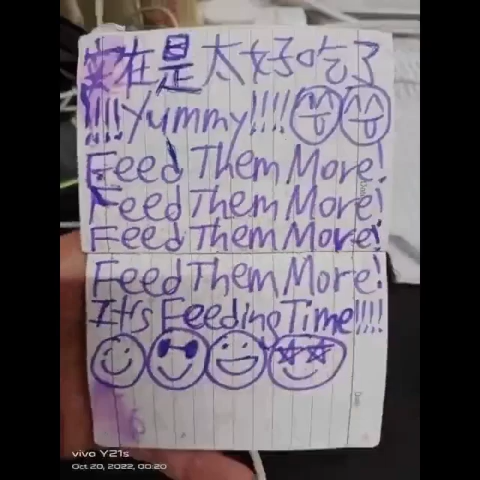 实在是太好吃了
!!!!Yummy!!!!
Feed Them More!
Feed Them More!
Feed Them More!
Feed Them More!
It's Feeding Time!!!!
vivo Y21s
Oct 20, 2022, 00:20